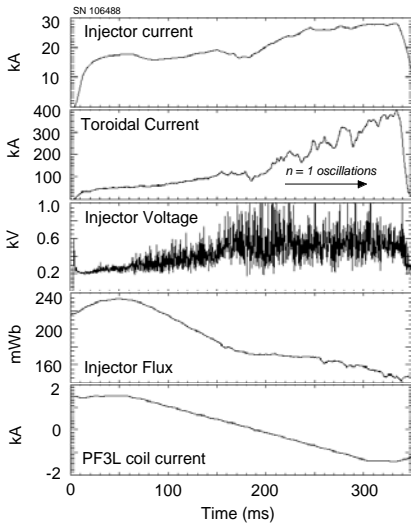 SN 106488
30
Injector current
20
kA
10
0
400
Toroidal Current
300
kA
200
n = 1 oscillations
100
1.0
Injector Voltage
kV
0.6
0.2
240
mWb
200
Injector Flux
160
2
kA
0
PF3L coil current
-2
0 100 200 300
Time (ms)